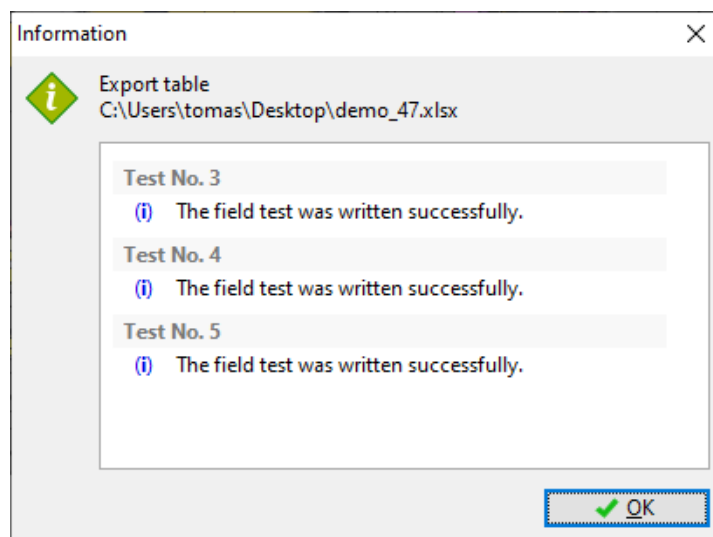 Information
Export table
C:\Users\tomas\Desktop\demo_47.xlsx
Test No. 3
(i) The field test was written successfully.
Test No. 4
(i) The field test was written successfully.
Test No. 5
(i) The field test was written successfully.
OK